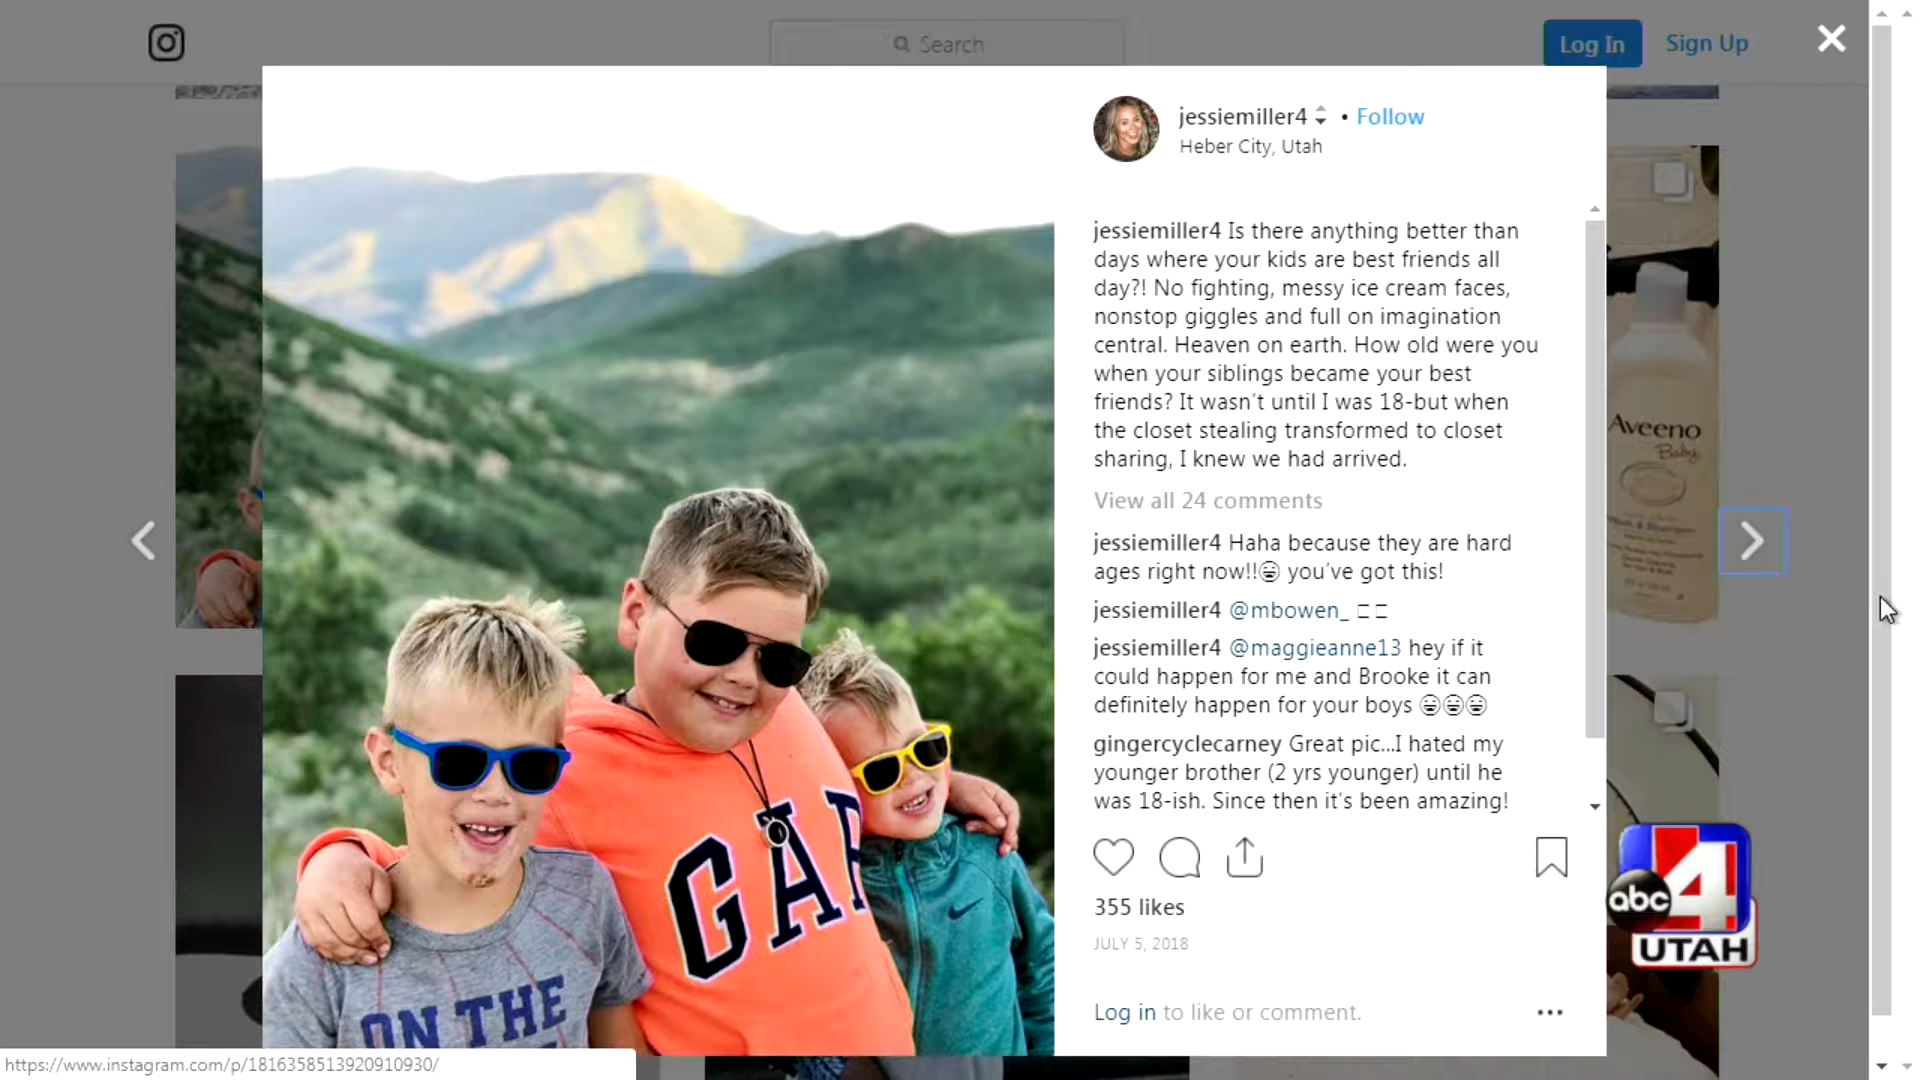 Search
Log In
Sign Up
jessiemiller4 • Follow
Heber City, Utah
jessiemiller4 Is there anything better than
days where your kids are best friends all
day?! No fighting, messy ice cream faces,
nonstop giggles and full on imagination
central. Heaven on earth. How old were you
when your siblings became your best
friends? It wasn't until I was 18-but when
the closet stealing transformed to closet
sharing, I knew we had arrived.
View all 24 comments
jessiemiller4 Haha because they are hard
ages right now!!😀 you've got this!
jessiemiller4 @mbowen_
jessiemiller4 @maggieanne13 hey if it
could happen for me and Brooke it can
definitely happen for your boys 😀😀😀
gingercyclecarney Great pic...I hated my
younger brother (2 yrs younger) until he
was 18-ish. Since then it's been amazing!
355 likes
JULY 5, 2018
Log in to like or comment.
Aveeno
Baby
GAP
ON THE
abc 4
UTAH
https://www.instagram.com/p/1816358513920910930/